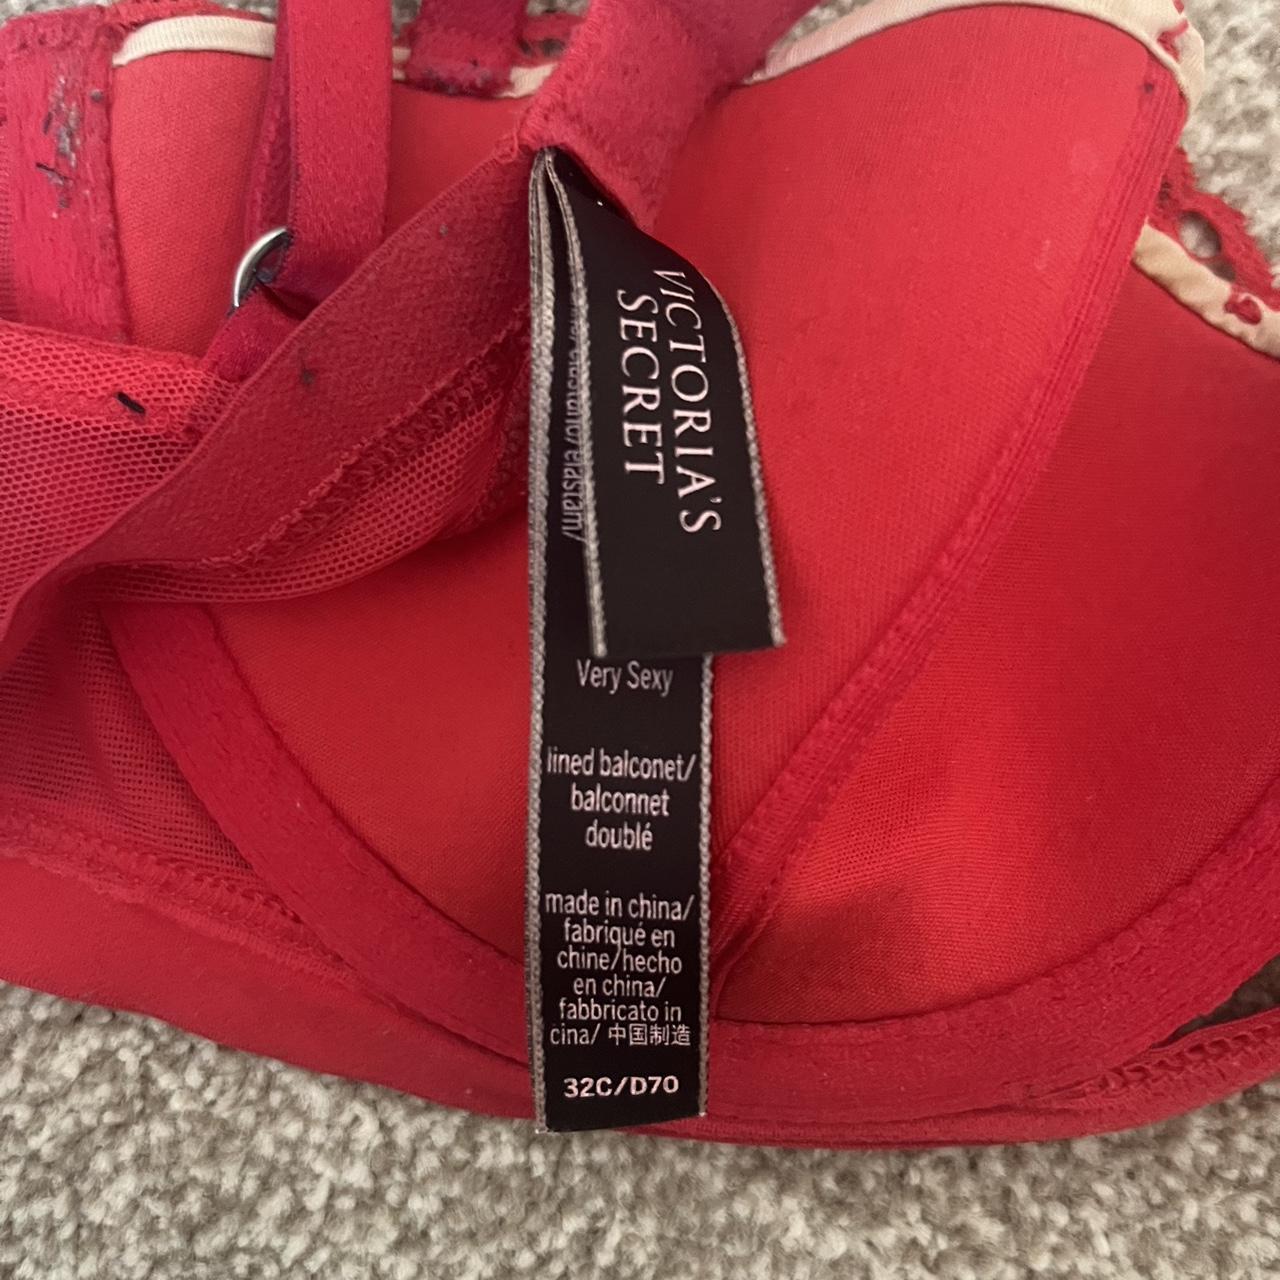 VICTORIA'S
SECRET
elastam/
Very Sexy
lined balconet/
balconnet
doublé
made in china/
fabriqué en
chine/hecho
en china/
fabbricato in
cina/ 中国制造
32C/D70